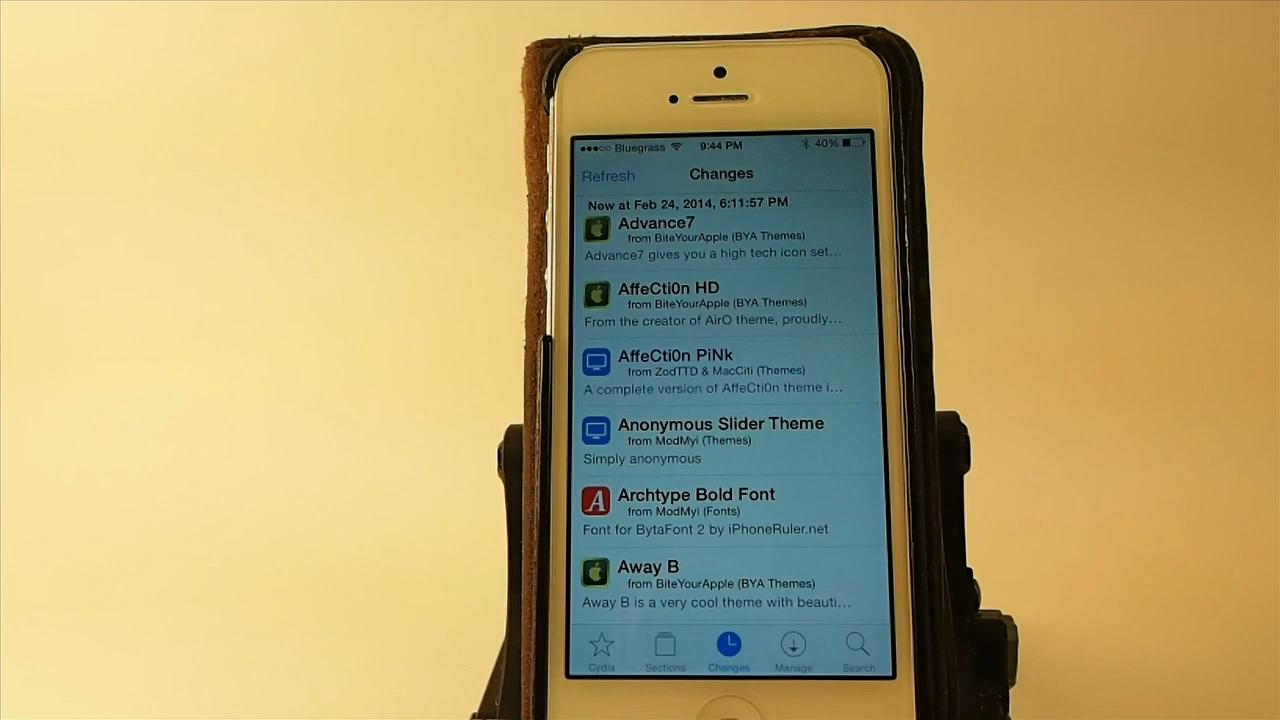 Bluegrass 9:44 PM 40%
Refresh Changes
New at Feb 24, 2014, 6:11:57 PM
Advance7
from BiteYourApple (BYA Themes)
Advance7 gives you a high tech icon set...
AffeCti0n HD
from BiteYourApple (BYA Themes)
From the creator of AirO theme, proudly...
AffeCti0n PiNk
from ZodTTD & MacCiti (Themes)
A complete version of AffeCti0n theme i...
Anonymous Slider Theme
from ModMyi (Themes)
Simply anonymous
A
Archtype Bold Font
from ModMyi (Fonts)
Font for BytaFont 2 by iPhoneRuler.net
Away B
from BiteYourApple (BYA Themes)
Away B is a very cool theme with beauti...
Cydia Sections Changes Manage Search